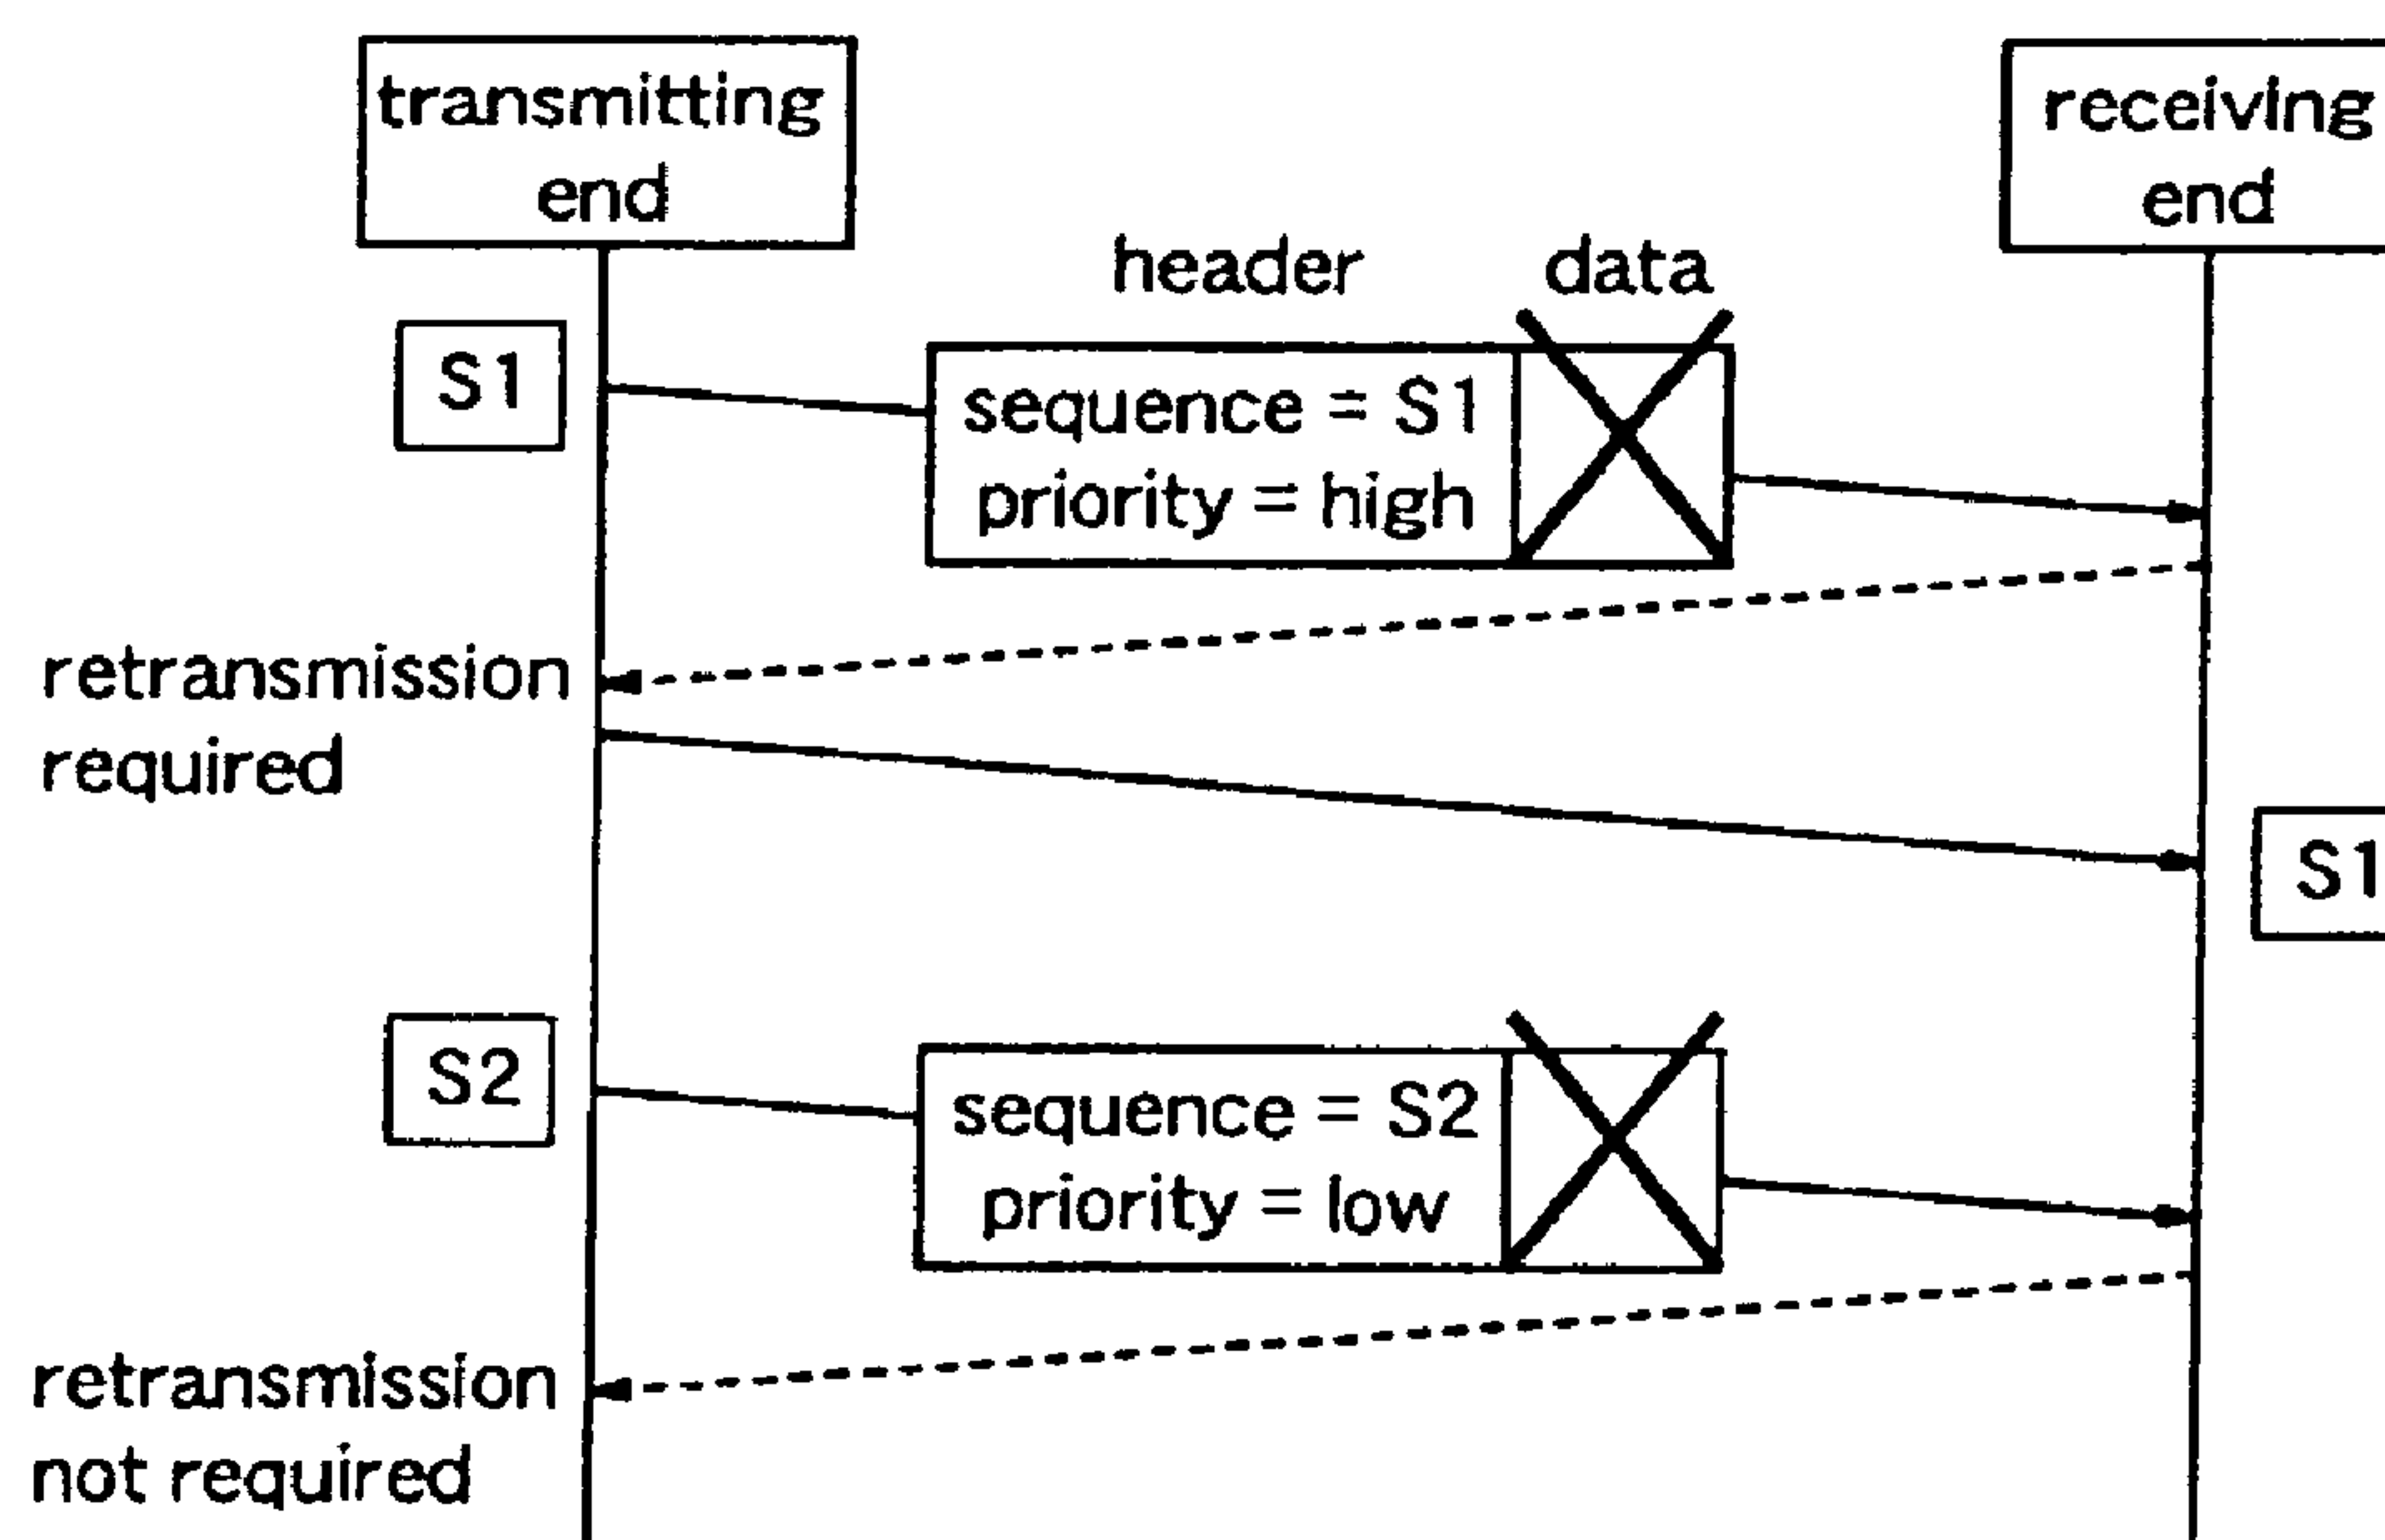 transmitting
end
receiving
end
header
data
S1
sequence = S1
priority = high
retransmission
required
S1
S2
sequence = S2
priority = low
retransmission
not required